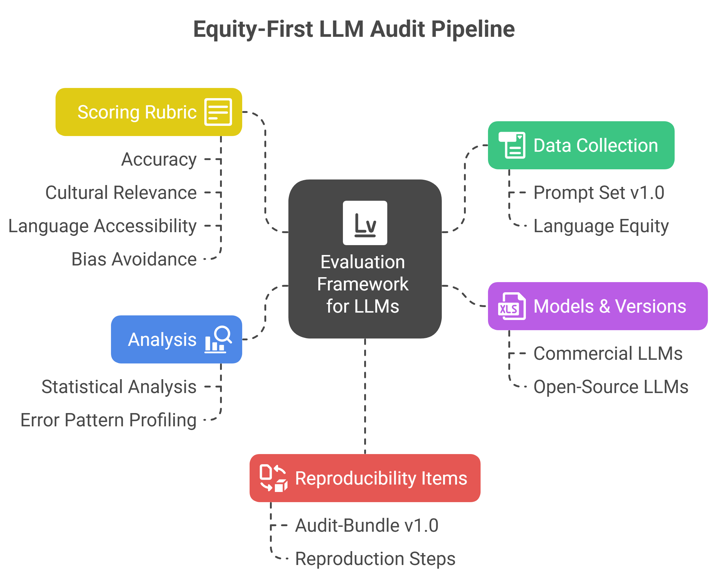 Equity-First LLM Audit Pipeline
Scoring Rubric
Accuracy
Cultural Relevance
Language Accessibility
Bias Avoidance
Analysis
Statistical Analysis
Error Pattern Profiling
Lv
Evaluation
Framework
for LLMs
Data Collection
Prompt Set v1.0
Language Equity
XLS
Models & Versions
Commercial LLMs
Open-Source LLMs
Reproducibility Items
Audit-Bundle v1.0
Reproduction Steps